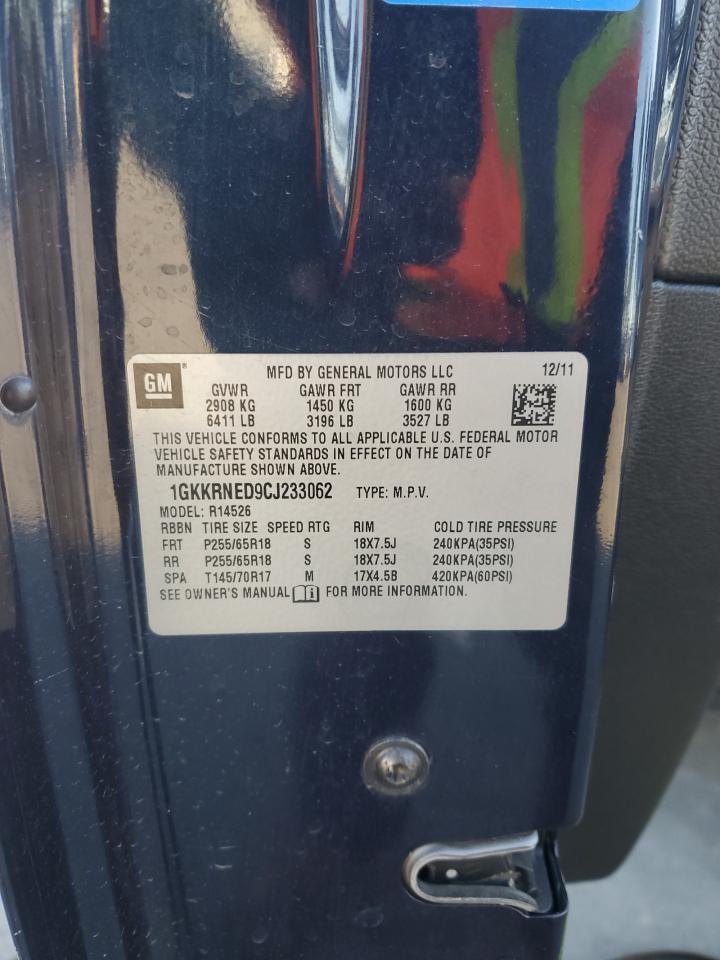 GM
MFD BY GENERAL MOTORS LLC 12/11
GVWR GAWR FRT GAWR RR
2908 KG 1450 KG 1600 KG
6411 LB 3196 LB 3527 LB
THIS VEHICLE CONFORMS TO ALL APPLICABLE U.S. FEDERAL MOTOR
VEHICLE SAFETY STANDARDS IN EFFECT ON THE DATE OF
MANUFACTURE SHOWN ABOVE.
1GKKRNED9CJ233062 TYPE: M.P.V.
MODEL: R14526
RBBN TIRE SIZE SPEED RTG RIM COLD TIRE PRESSURE
FRT P255/65R18 S 18X7.5J 240KPA(35PSI)
RR P255/65R18 S 18X7.5J 240KPA(35PSI)
SPA T145/70R17 M 17X4.5B 420KPA(60PSI)
SEE OWNER'S MANUAL i FOR MORE INFORMATION.